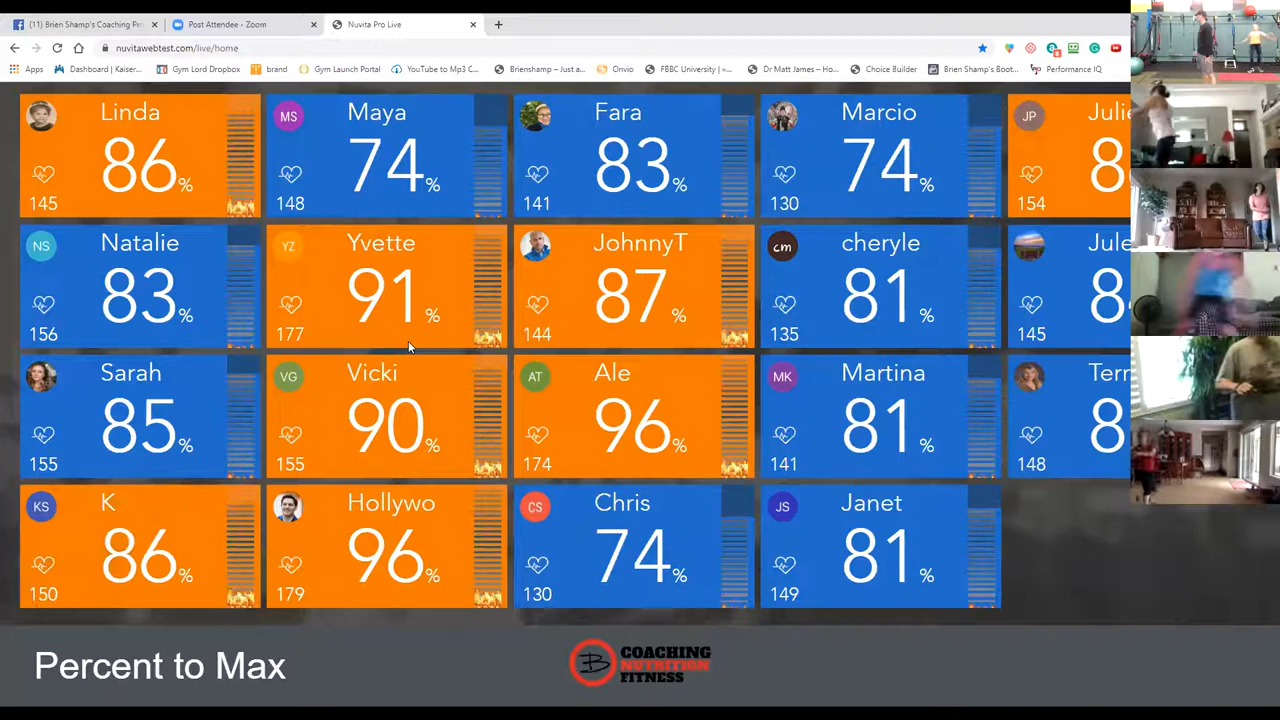 (11) Brien Shamp's Coaching Pr
Post Attendee - Zoom
Nuvita Pro Live
nuvitawebtest.com/live/home
Apps
Dashboard | Kaiser...
Gym Lord Dropbox
brand
Gym Launch Portal
YouTube to Mp3 C...
Brienshamp – Just a...
Onvio
FBBC University | »...
Dr Matt James – Ho...
Choice Builder
Brien Shamp's Boot...
Performance IQ
Linda
86%
145
MS
Maya
74%
148
Fara
83%
141
Marcio
74%
130
JP
Julie
154
NS
Natalie
83%
156
YZ
Yvette
91%
177
JohnnyT
87%
144
cm
cheryle
81%
135
Jule
145
Sarah
85%
155
VG
Vicki
90%
155
AT
Ale
96%
174
MK
Martina
81%
141
Terr
148
KS
K
86%
150
Hollywo
96%
179
CS
Chris
74%
130
JS
Janet
81%
149
Percent to Max
B
COACHING
NUTRITION
FITNESS